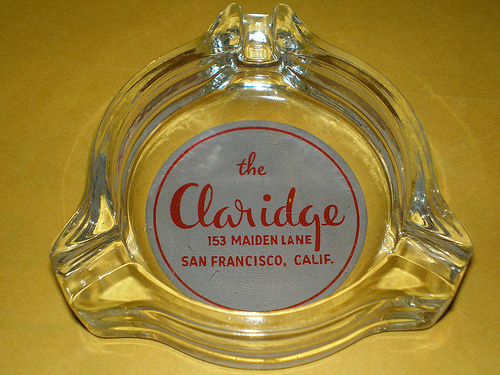 the
Claridge
153 MAIDEN LANE
SAN FRANCISCO, CALIF.